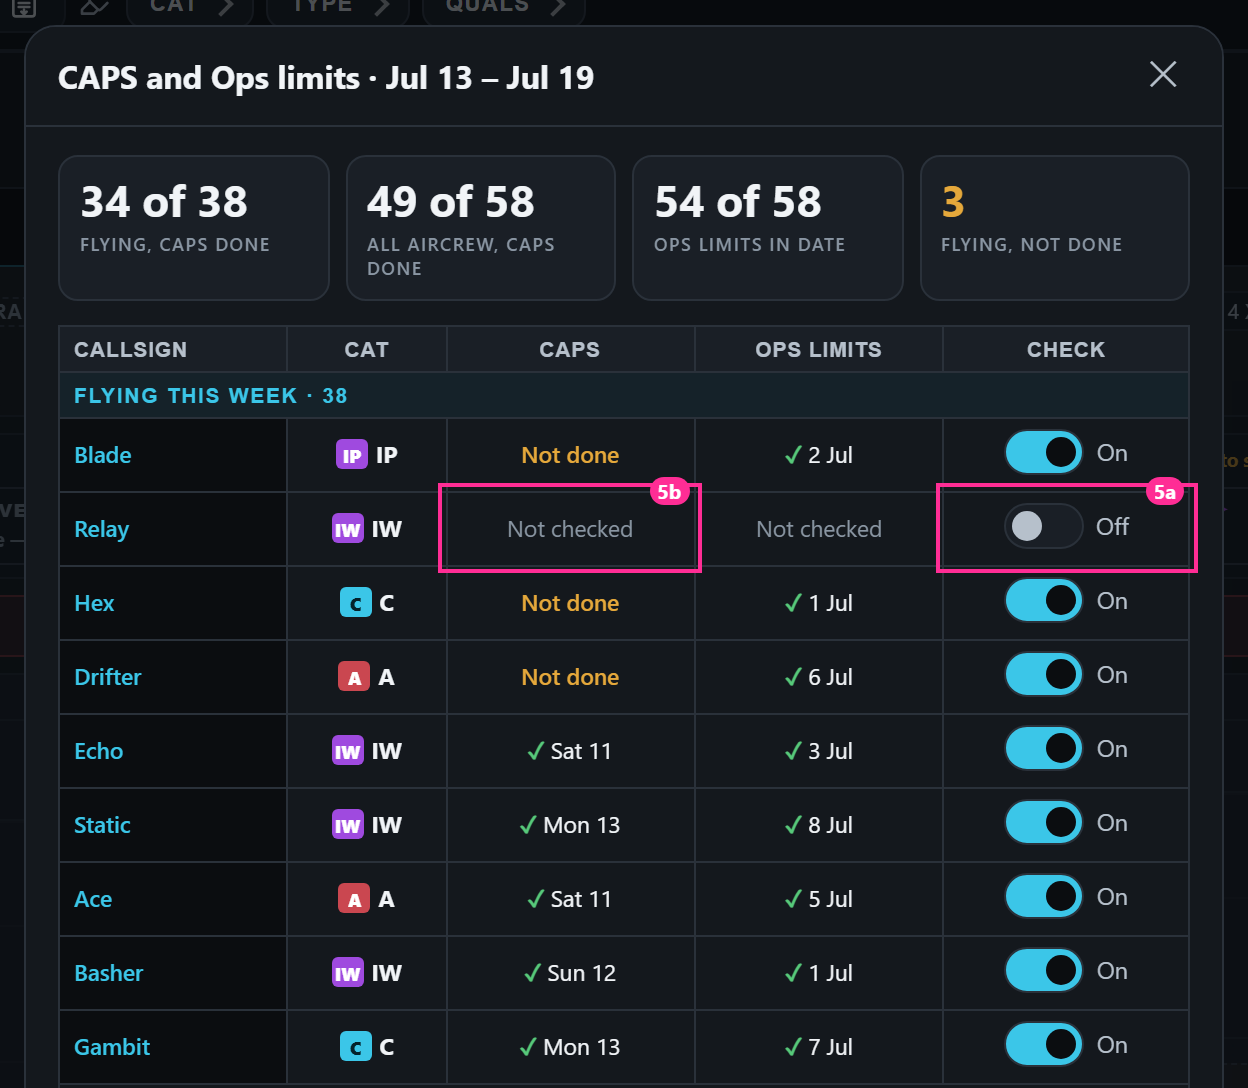 CAT TYPE QUALS
CAPS and Ops limits · Jul 13 – Jul 19
34 of 38
FLYING, CAPS DONE
49 of 58
ALL AIRCREW, CAPS
DONE
54 of 58
OPS LIMITS IN DATE
3
FLYING, NOT DONE
CALLSIGN CAT CAPS OPS LIMITS CHECK
FLYING THIS WEEK · 38
Blade IP IP Not done ✓ 2 Jul On
5b 5a
Relay IW IW Not checked Not checked Off
Hex C C Not done ✓ 1 Jul On
Drifter A A Not done ✓ 6 Jul On
Echo IW IW ✓ Sat 11 ✓ 3 Jul On
Static IW IW ✓ Mon 13 ✓ 8 Jul On
Ace A A ✓ Sat 11 ✓ 5 Jul On
Basher IW IW ✓ Sun 12 ✓ 1 Jul On
Gambit C C ✓ Mon 13 ✓ 7 Jul On